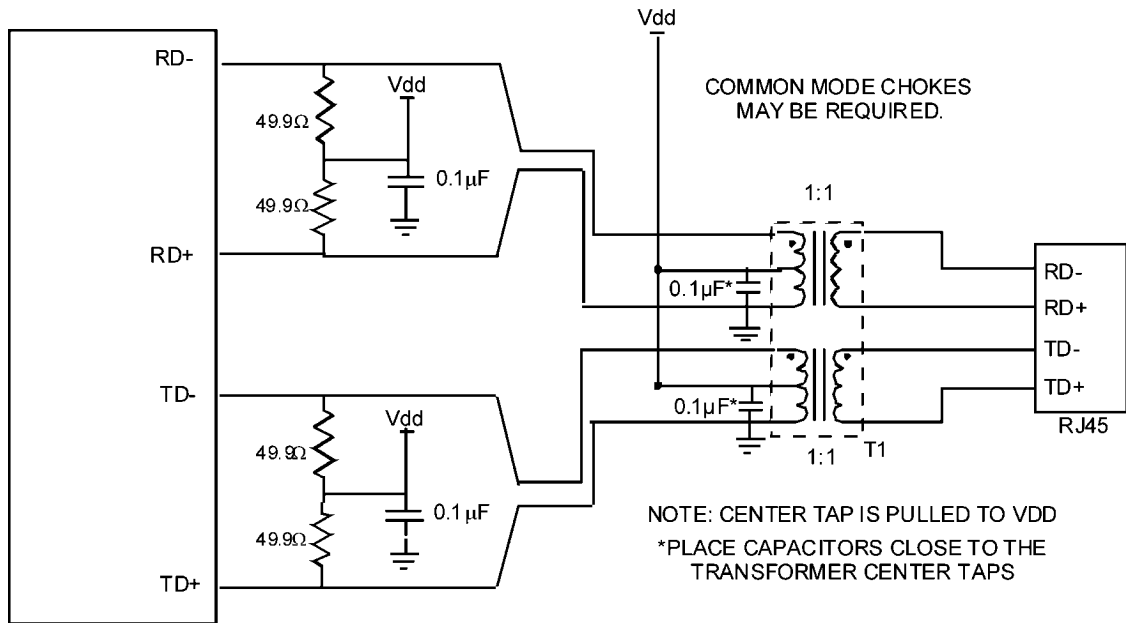 Vdd
RD-
Vdd
COMMON MODE CHOKES
MAY BE REQUIRED.
49.9Ω
0.1µF
49.9Ω
1:1
RD+
RD-
0.1µF*
RD+
TD-
TD-
TD+
Vdd
0.1µF*
RJ45
49.9Ω
1:1
T1
0.1µF
NOTE: CENTER TAP IS PULLED TO VDD
49.9Ω
*PLACE CAPACITORS CLOSE TO THE
TRANSFORMER CENTER TAPS
TD+